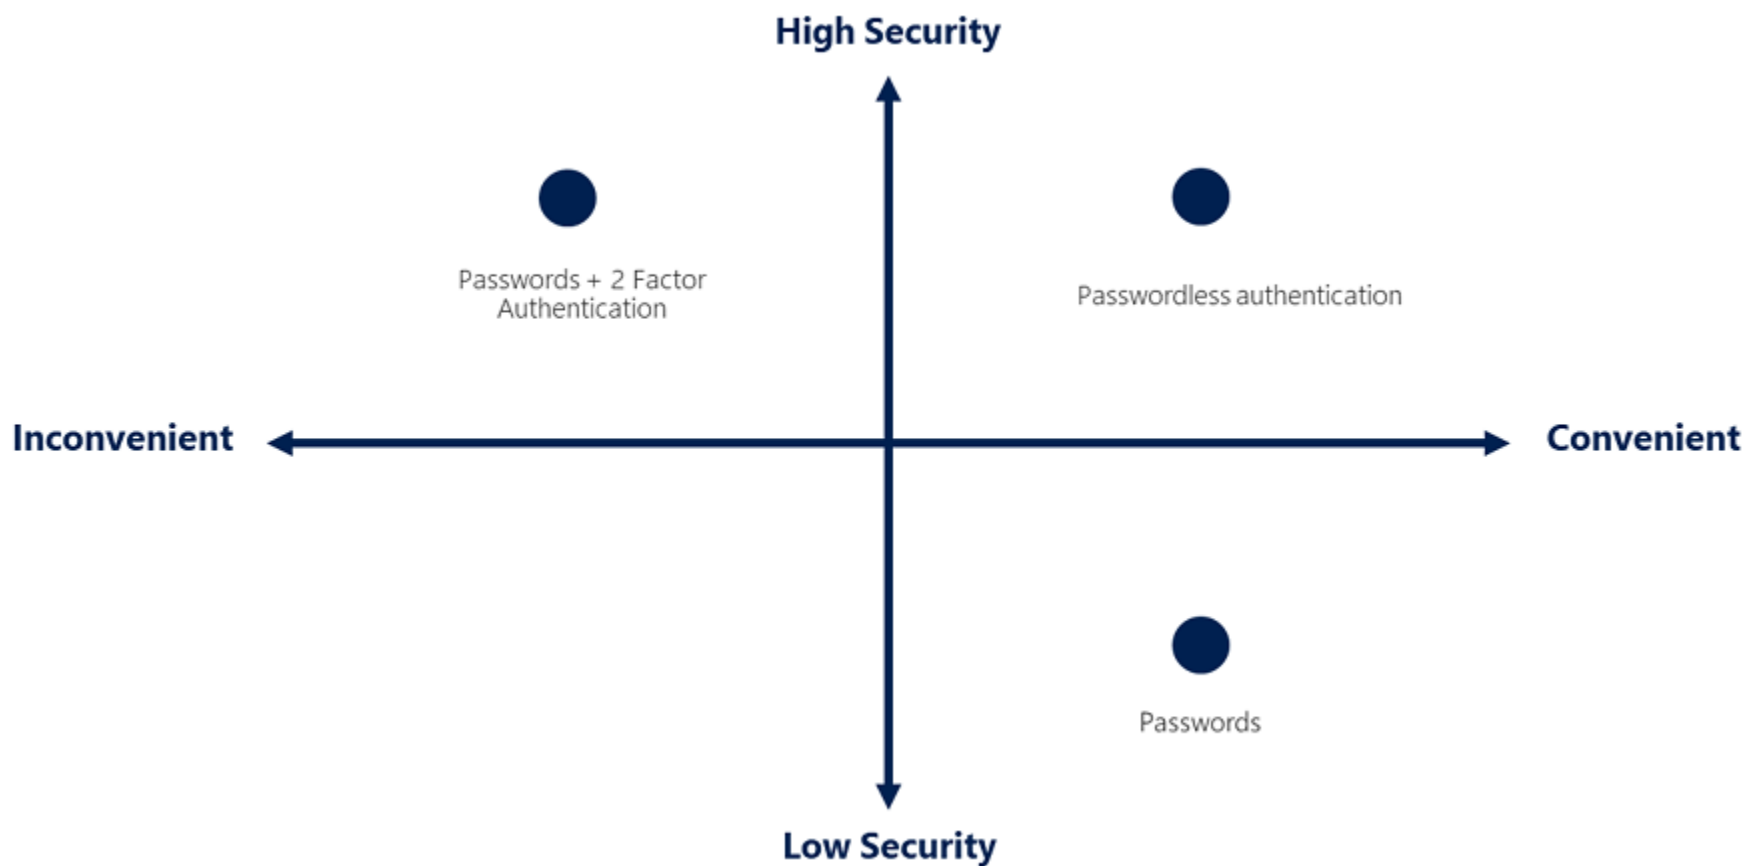 High Security
Passwords + 2 Factor
Authentication
Passwordless authentication
Inconvenient
Convenient
Passwords
Low Security